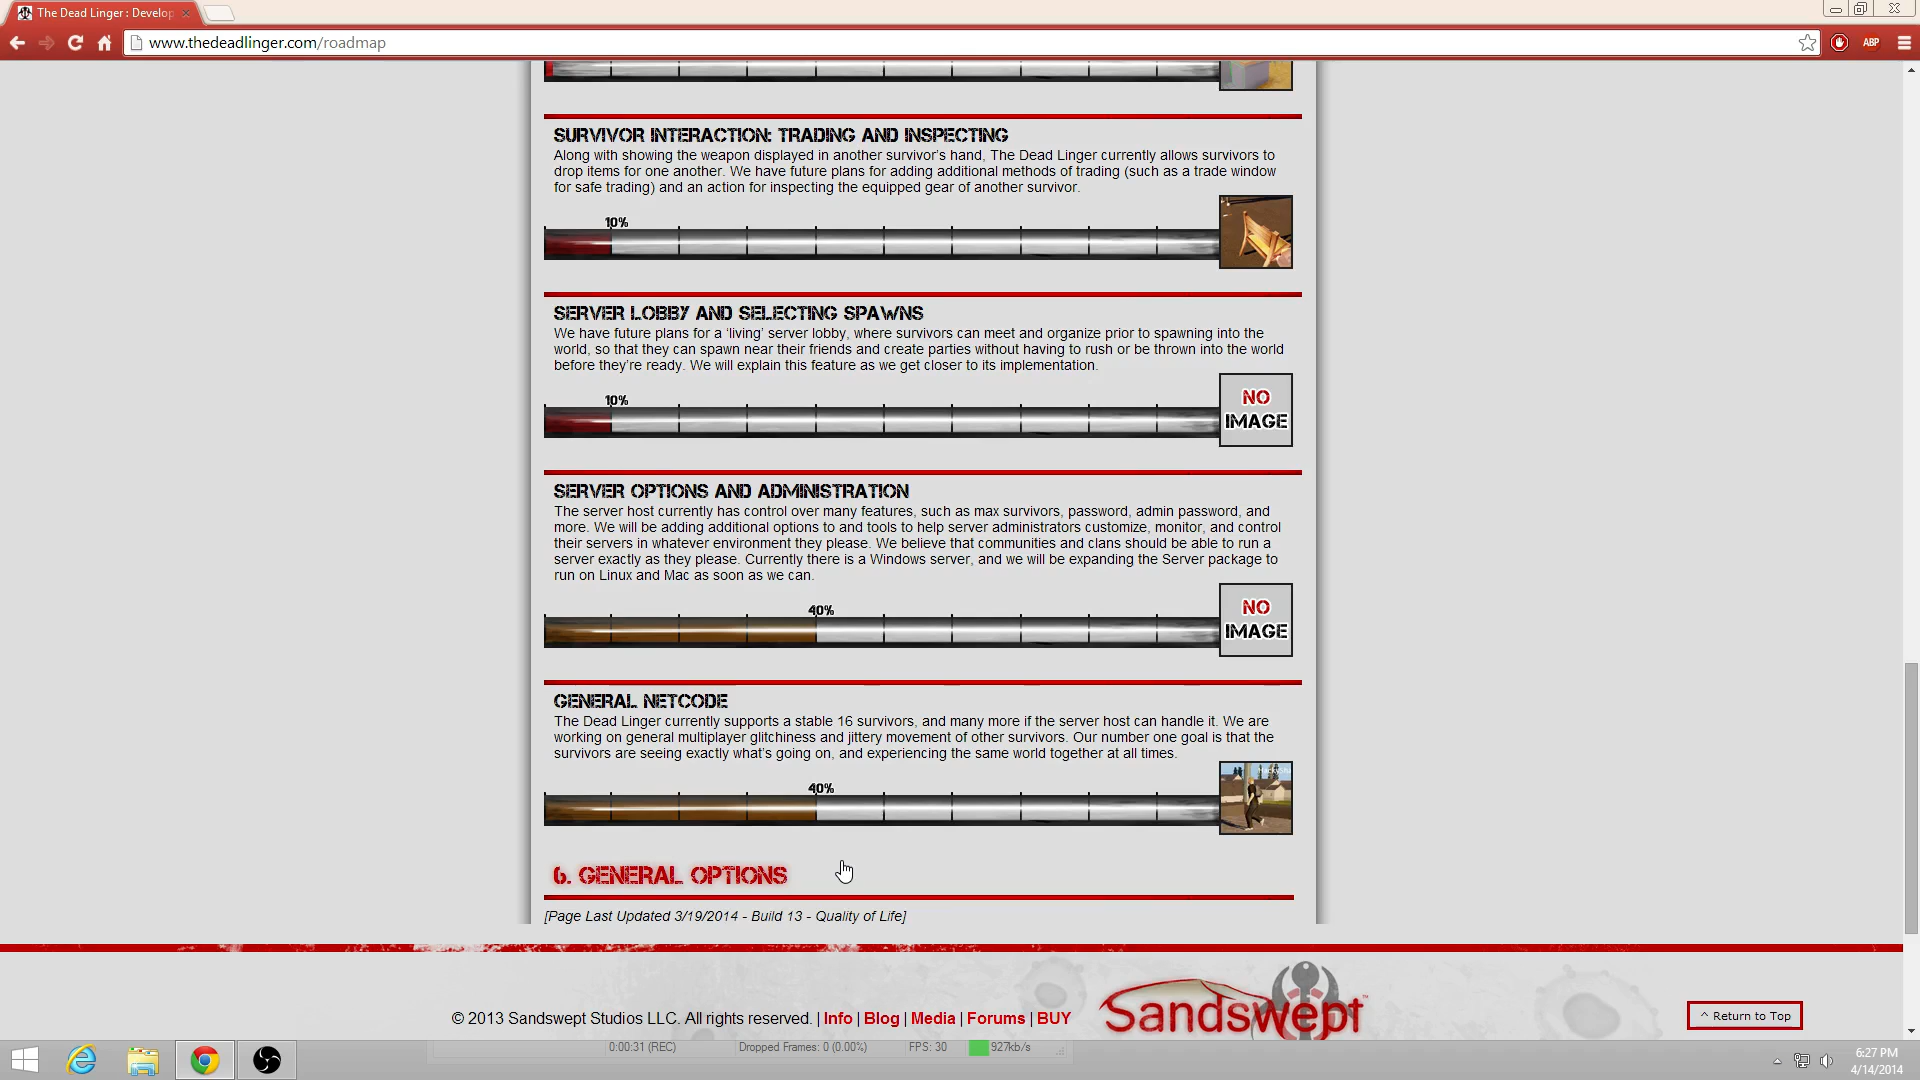 The Dead Linger : Develop
www.thedeadlinger.com/roadmap
ABP
SURVIVOR INTERACTION: TRADING AND INSPECTING
Along with showing the weapon displayed in another survivor's hand, The Dead Linger currently allows survivors to
drop items for one another. We have future plans for adding additional methods of trading (such as a trade window
for safe trading) and an action for inspecting the equipped gear of another survivor.
10%
SERVER LOBBY AND SELECTING SPAWNS
We have future plans for a 'living' server lobby, where survivors can meet and organize prior to spawning into the
world, so that they can spawn near their friends and create parties without having to rush or be thrown into the world
before they're ready. We will explain this feature as we get closer to its implementation.
10%
NO
IMAGE
SERVER OPTIONS AND ADMINISTRATION
The server host currently has control over many features, such as max survivors, password, admin password, and
more. We will be adding additional options to and tools to help server administrators customize, monitor, and control
their servers in whatever environment they please. We believe that communities and clans should be able to run a
server exactly as they please. Currently there is a Windows server, and we will be expanding the Server package to
run on Linux and Mac as soon as we can.
40%
NO
IMAGE
GENERAL NETCODE
The Dead Linger currently supports a stable 16 survivors, and many more if the server host can handle it. We are
working on general multiplayer glitchiness and jittery movement of other survivors. Our number one goal is that the
survivors are seeing exactly what's going on, and experiencing the same world together at all times.
40%
6. GENERAL OPTIONS
[Page Last Updated 3/19/2014 - Build 13 - Quality of Life]
© 2013 Sandswept Studios LLC. All rights reserved. | Info | Blog | Media | Forums | BUY
Sandswept™
^ Return to Top
0:00:31 (REC) Dropped Frames: 0 (0.00%) FPS: 30 927kb/s
6:27 PM
4/14/2014